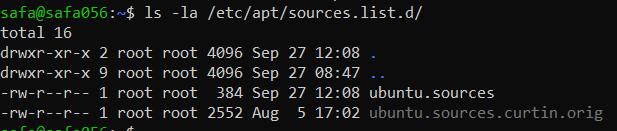 safa@safa056:~$ ls -la /etc/apt/sources.list.d/
total 16
drwxr-xr-x 2 root root 4096 Sep 27 12:08 .
drwxr-xr-x 9 root root 4096 Sep 27 08:47 ..
-rw-r--r-- 1 root root  384 Sep 27 12:08 ubuntu.sources
-rw-r--r-- 1 root root 2552 Aug  5 17:02 ubuntu.sources.curtin.orig